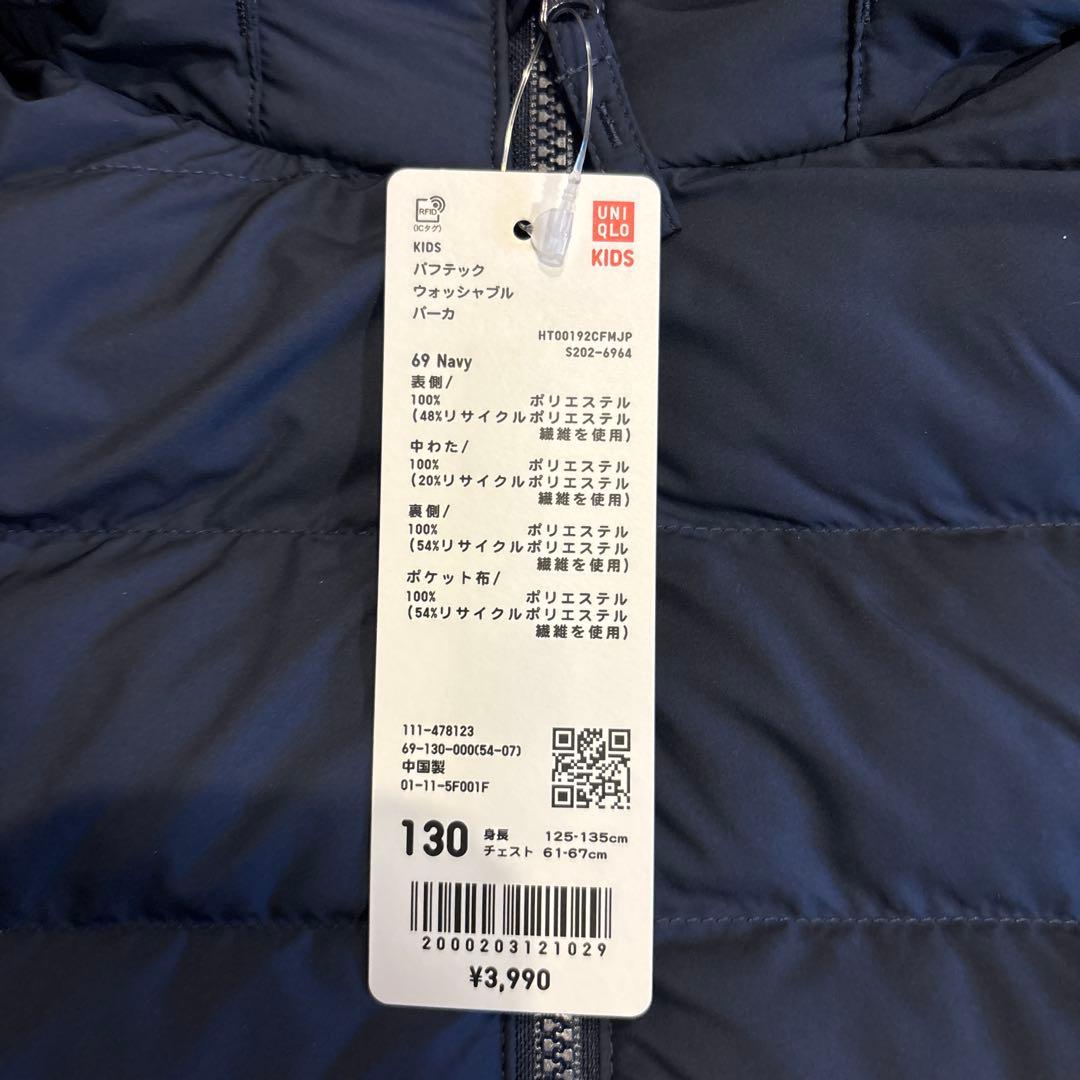 RFID
(ICタグ)
UNI
QLO
KIDS
KIDS
パフテック
ウォッシャブル
パーカ
HT00192CFMJP
S202-6964
69 Navy
表側/
100% ポリエステル
(48%リサイクルポリエステル
繊維を使用)
中わた/
100% ポリエステル
(20%リサイクルポリエステル
繊維を使用)
裏側/
100% ポリエステル
(54%リサイクルポリエステル
繊維を使用)
ポケット布/
100% ポリエステル
(54%リサイクルポリエステル
繊維を使用)
111-478123
69-130-000(54-07)
中国製
01-11-5F001F
130 身長 125-135cm
チェスト 61-67cm
2000203121029
¥3,990